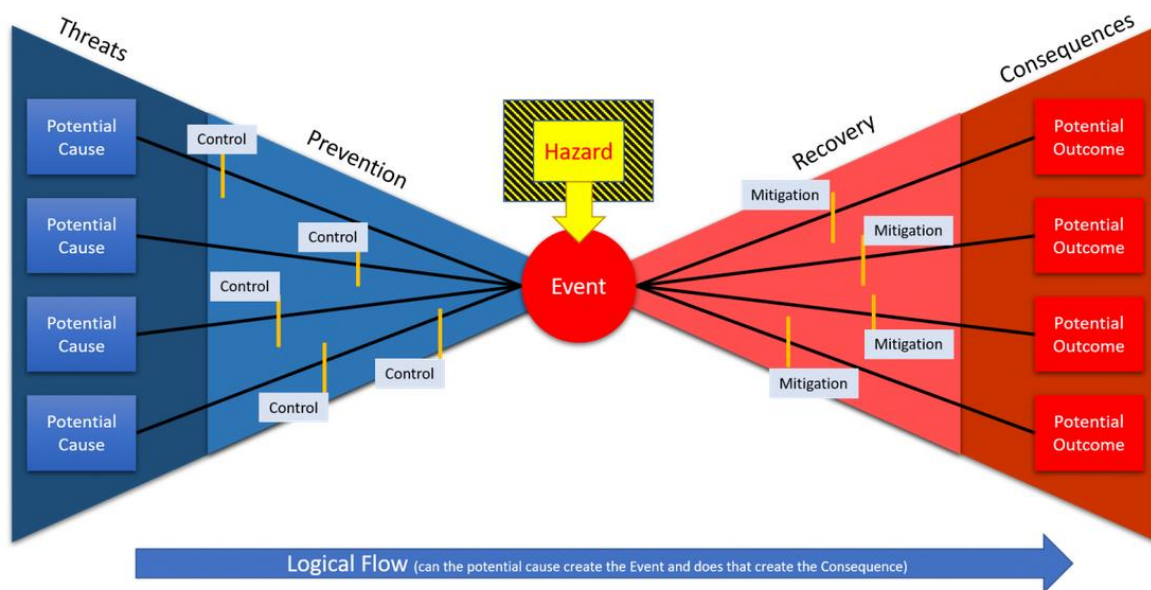 Threats
Potential
Cause
Potential
Cause
Potential
Cause
Potential
Cause
Prevention
Control
Control
Control
Control
Control
Hazard
Event
Recovery
Mitigation
Mitigation
Mitigation
Mitigation
Consequences
Potential
Outcome
Potential
Outcome
Potential
Outcome
Potential
Outcome
Logical Flow (can the potential cause create the Event and does that create the Consequence)